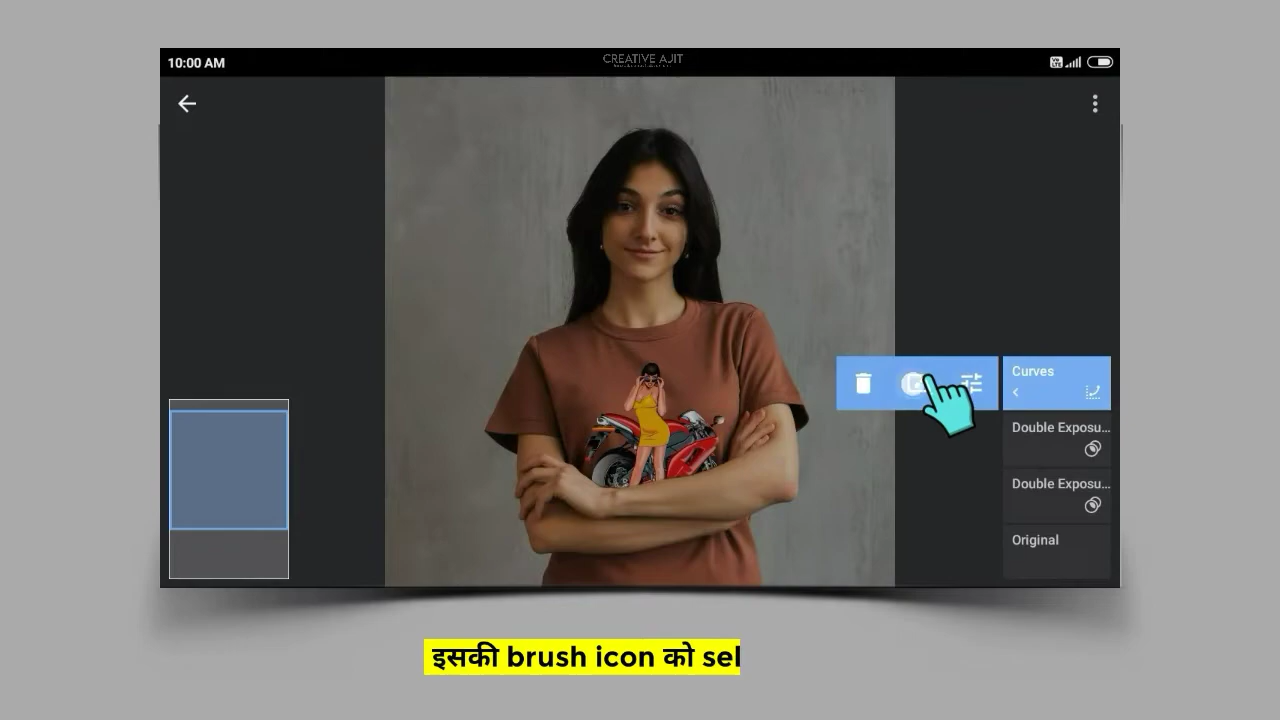 10:00 AM
CREATIVE AJIT
Curves
Double Exposu...
Double Exposu...
Original
इसकी brush icon को sel